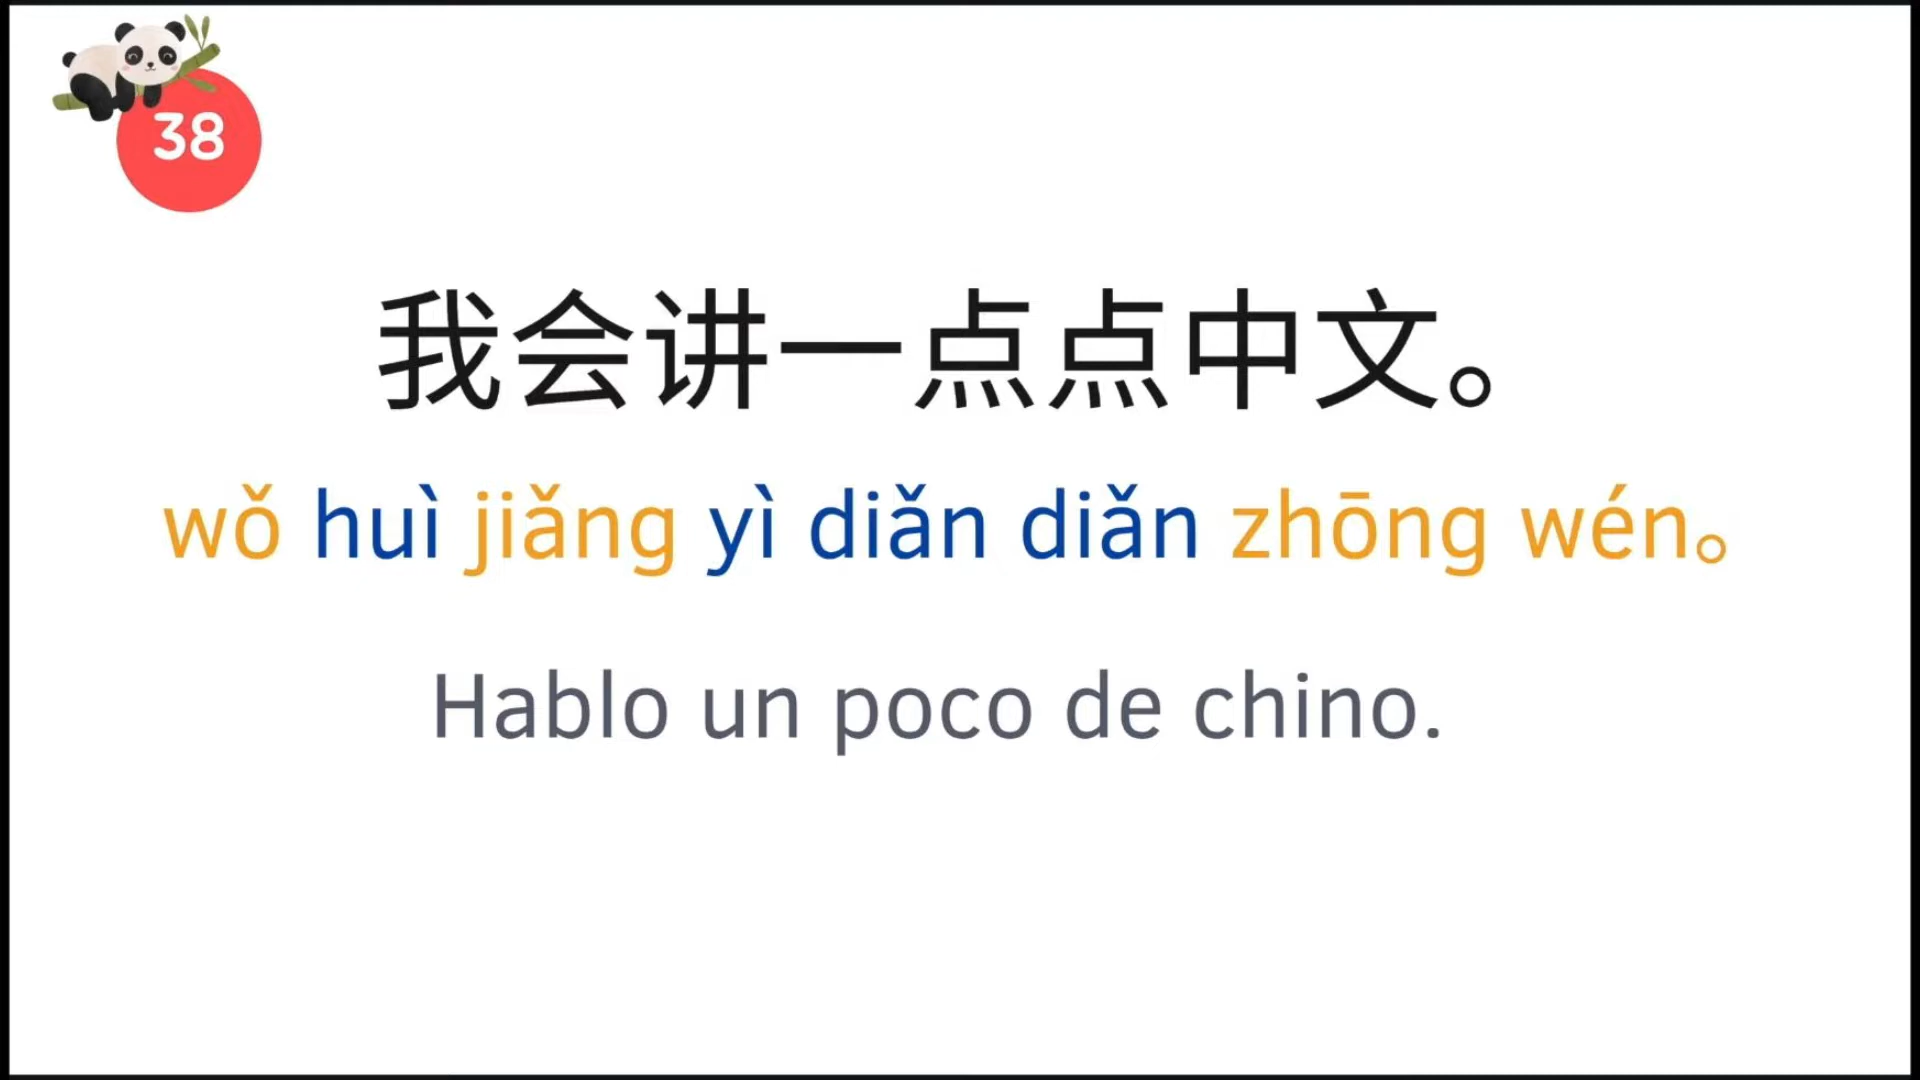 38
我会讲一点点中文。
wǒ huì jiǎng yì diǎn diǎn zhōng wén。
Hablo un poco de chino.